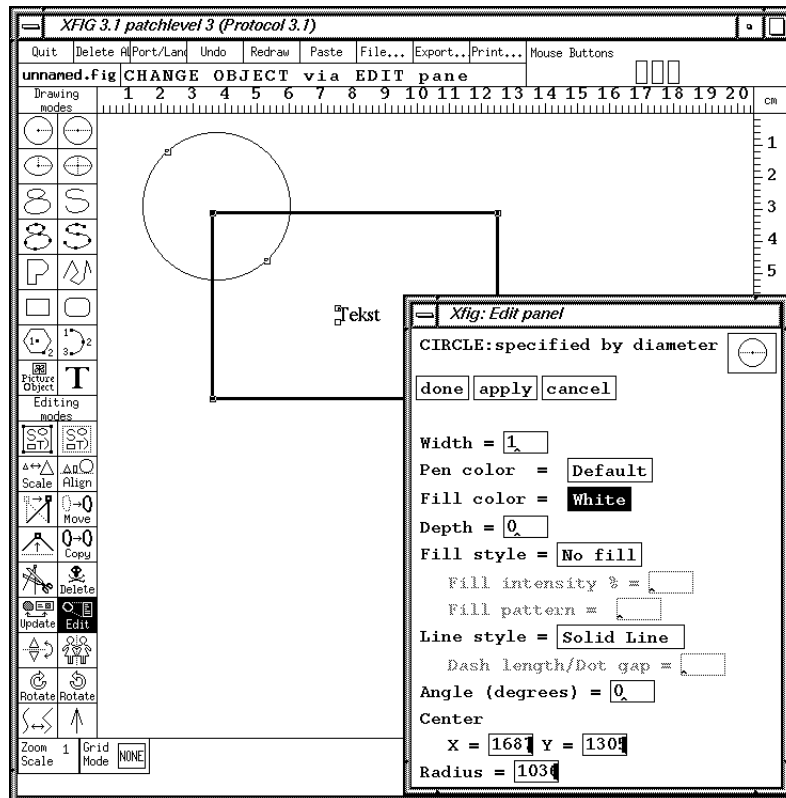 XFIG 3.1 patchlevel 3 (Protocol 3.1)
Quit Delete Al Port/Land Undo Redraw Paste File... Export.. Print... Mouse Buttons
unnamed.fig CHANGE OBJECT via EDIT pane
Drawing modes 1 2 3 4 5 6 7 8 9 10 11 12 13 14 15 16 17 18 19 20 cm
1
2
3
4
5
Tekst
1 2 1 2 3
Picture Object T
Editing modes
Scale Align
Move
Copy
Delete
Update Edit
Rotate Rotate
Zoom Scale 1 Grid Mode NONE
Xfig: Edit panel
CIRCLE:specified by diameter
done apply cancel
Width = 1
Pen color = Default
Fill color = White
Depth = 0
Fill style = No fill
Fill intensity % =
Fill pattern =
Line style = Solid Line
Dash length/Dot gap =
Angle (degrees) = 0
Center
X = 1687 Y = 1305
Radius = 1036